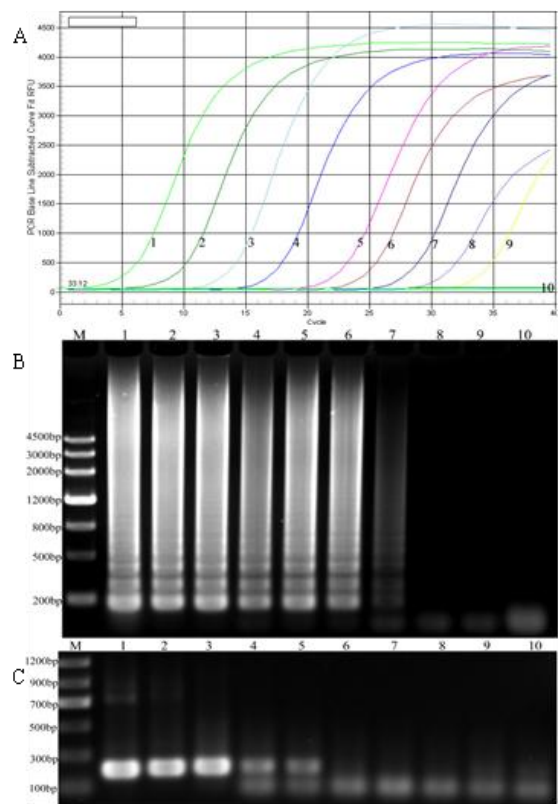 A
PCR Base Line Subtracted Curve Fit RFU
4500
4000
3500
3000
2500
2000
1500
1000
500
0
1 2 3 4 5 6 7 8 9
33.12
10
0 5 10 15 20 25 30 35 40
Cycle
B
M 1 2 3 4 5 6 7 8 9 10
4500bp
3000bp
2000bp
1200bp
800bp
500bp
200bp
C
M 1 2 3 4 5 6 7 8 9 10
1200bp
900bp
700bp
500bp
300bp
100bp